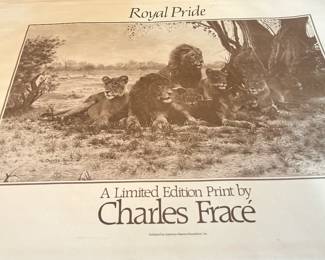 Royal Pride
A Limited Edition Print by
Charles Fracé